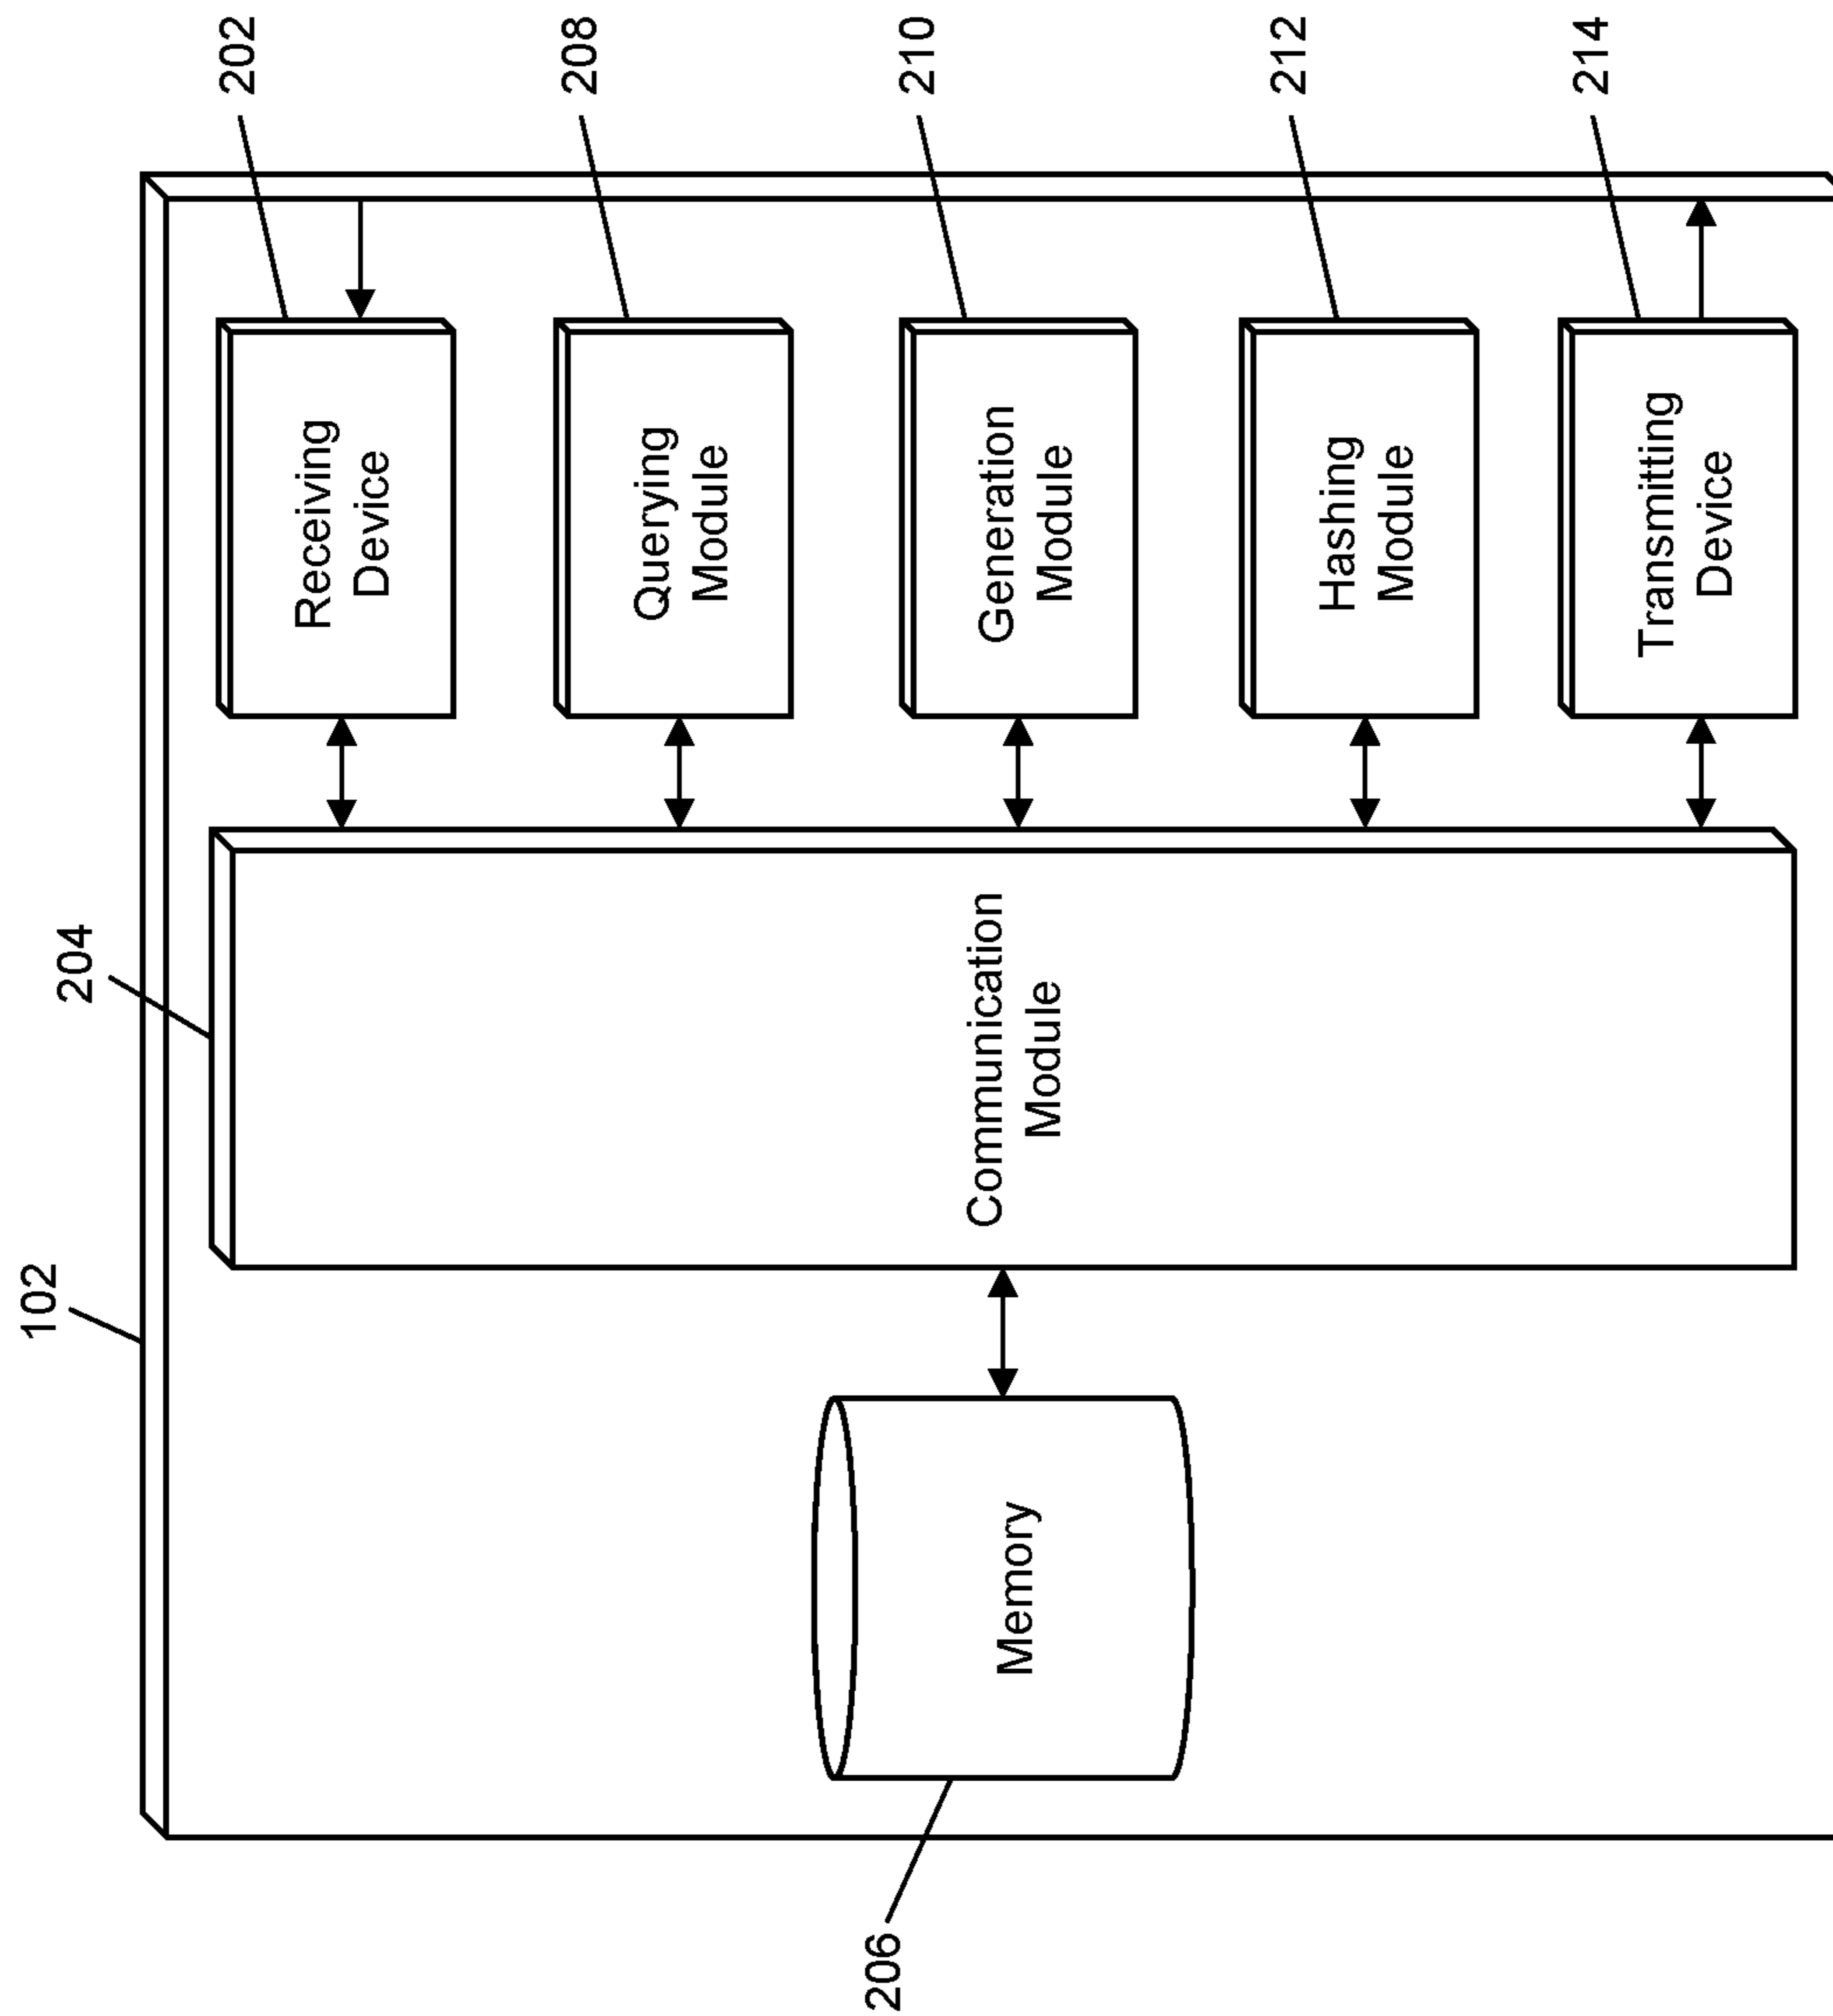 102
204
202
Receiving
Device
208
Querying
Module
206
Memory
Communication
Module
210
Generation
Module
212
Hashing
Module
214
Transmitting
Device